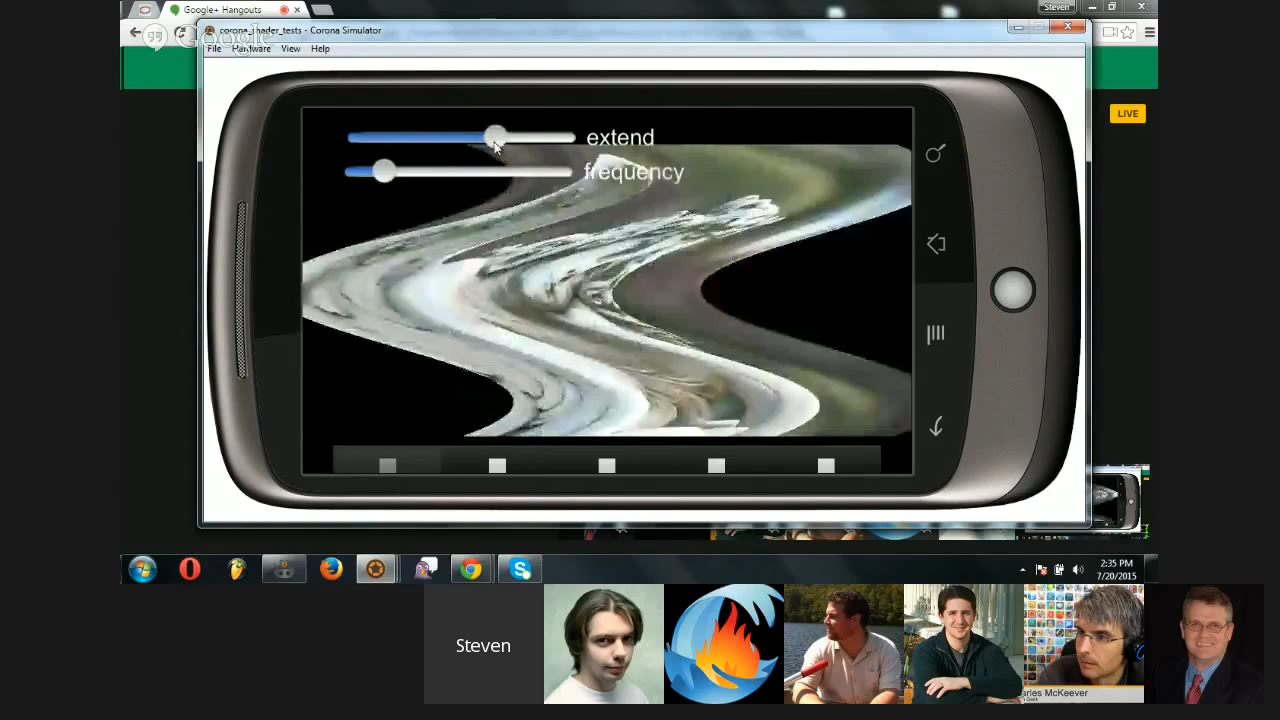 Google+ Hangouts
Steven
corona_shader_tests - Corona Simulator
Google
File Hardware View Help
LIVE
extend
frequency
2:35 PM
7/20/2015
Steven
arles McKeever